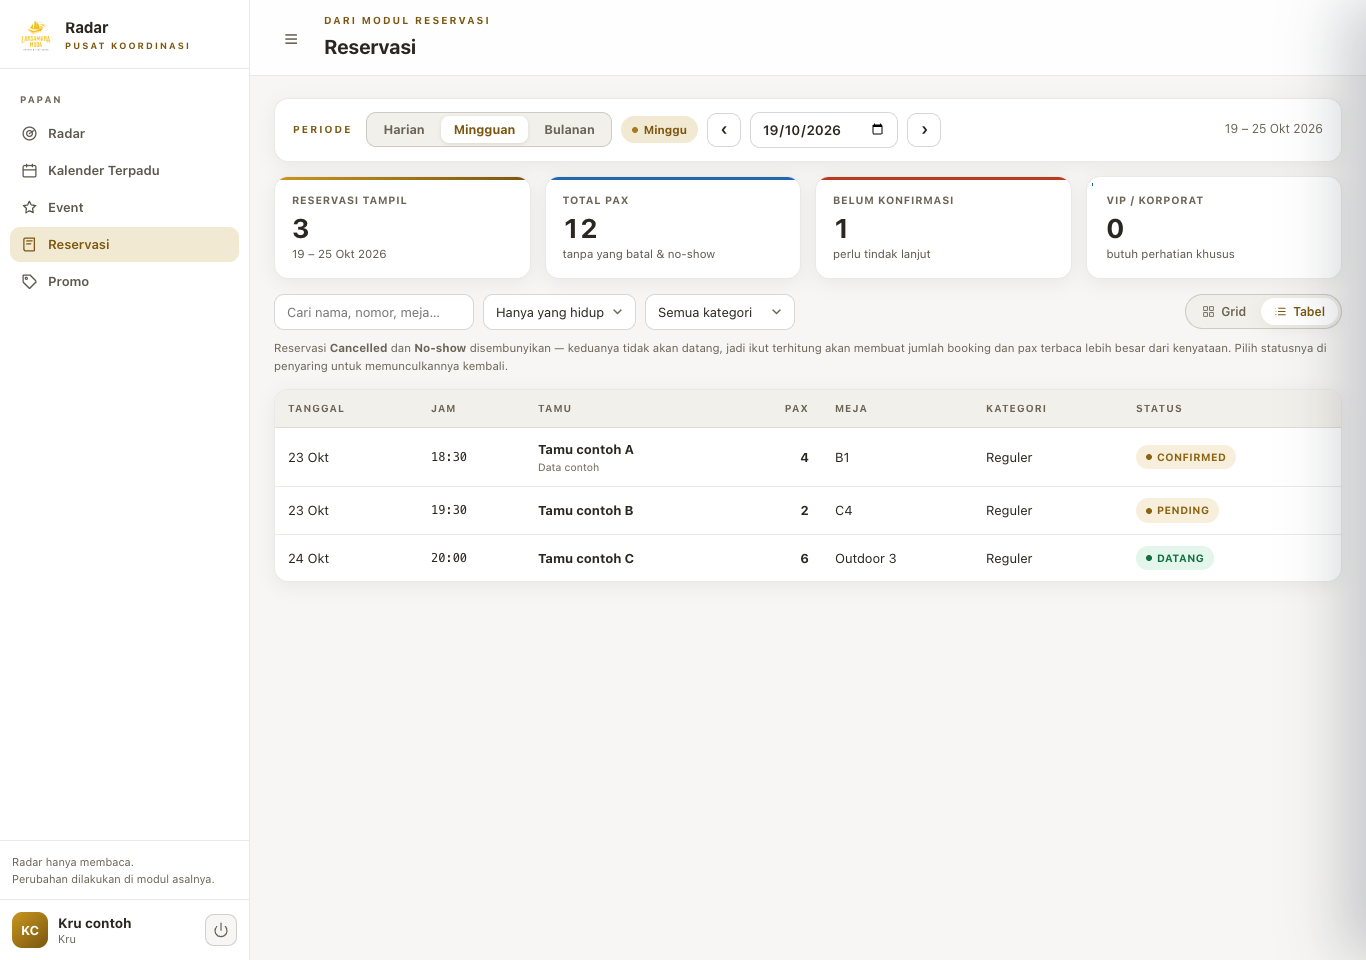 LAKSAMANA
MUDA
Radar
PUSAT KOORDINASI
PAPAN
Radar
Kalender Terpadu
Event
Reservasi
Promo
Radar hanya membaca.
Perubahan dilakukan di modul asalnya.
KC
Kru contoh
Kru
DARI MODUL RESERVASI
Reservasi
PERIODE
Harian
Mingguan
Bulanan
Minggu
19/10/2026
19 – 25 Okt 2026
RESERVASI TAMPIL
3
19 – 25 Okt 2026
TOTAL PAX
12
tanpa yang batal & no-show
BELUM KONFIRMASI
1
perlu tindak lanjut
VIP / KORPORAT
0
butuh perhatian khusus
Cari nama, nomor, meja...
Hanya yang hidup
Semua kategori
Grid
Tabel
Reservasi Cancelled dan No-show disembunyikan — keduanya tidak akan datang, jadi ikut terhitung akan membuat jumlah booking dan pax terbaca lebih besar dari kenyataan. Pilih statusnya di
penyaring untuk memunculkannya kembali.
TANGGAL JAM TAMU PAX MEJA KATEGORI STATUS
23 Okt 18:30 Tamu contoh A 4 B1 Reguler CONFIRMED
Data contoh
23 Okt 19:30 Tamu contoh B 2 C4 Reguler PENDING
24 Okt 20:00 Tamu contoh C 6 Outdoor 3 Reguler DATANG